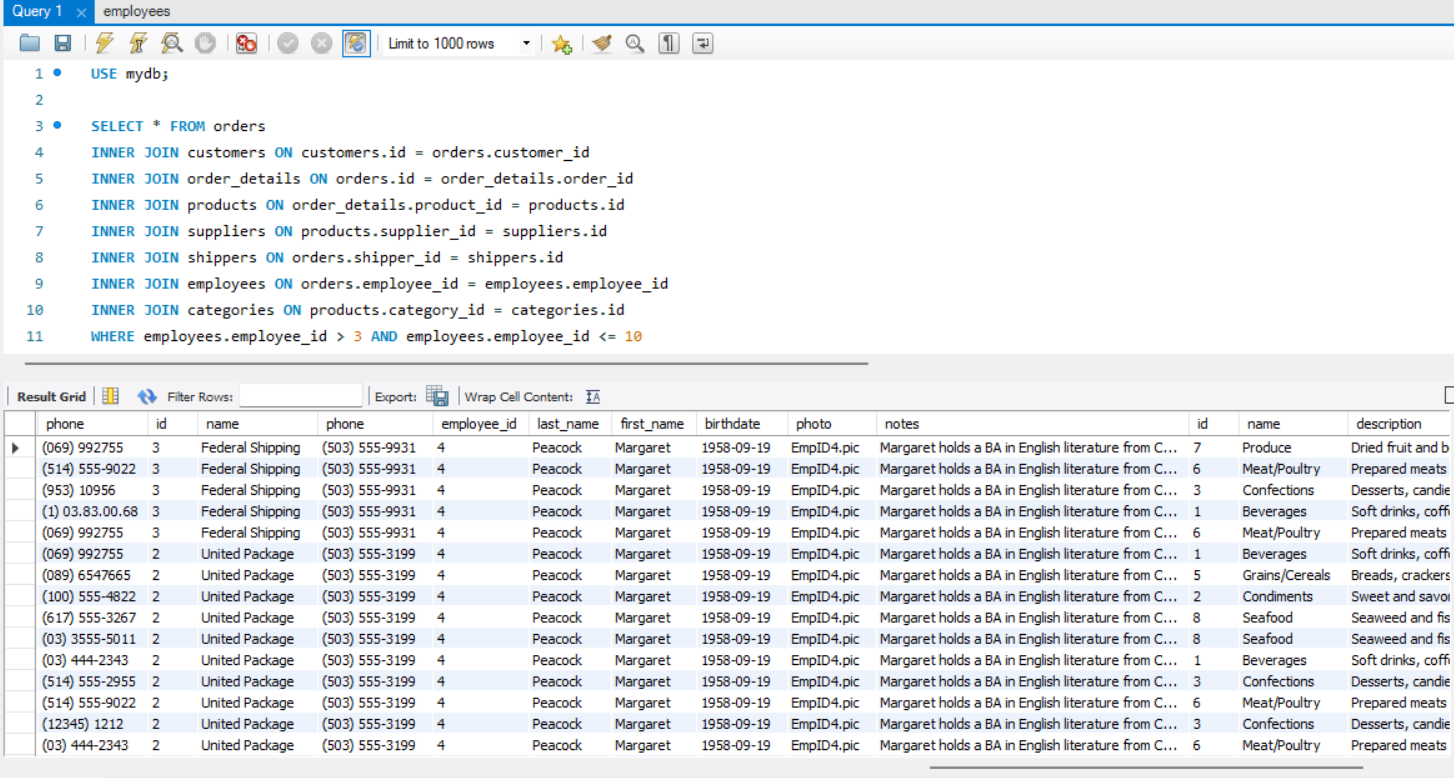 Query 1 employees
Limit to 1000 rows
1 USE mydb;
2
3 SELECT * FROM orders
4 INNER JOIN customers ON customers.id = orders.customer_id
5 INNER JOIN order_details ON orders.id = order_details.order_id
6 INNER JOIN products ON order_details.product_id = products.id
7 INNER JOIN suppliers ON products.supplier_id = suppliers.id
8 INNER JOIN shippers ON orders.shipper_id = shippers.id
9 INNER JOIN employees ON orders.employee_id = employees.employee_id
10 INNER JOIN categories ON products.category_id = categories.id
11 WHERE employees.employee_id > 3 AND employees.employee_id <= 10
Result Grid Filter Rows: Export: Wrap Cell Content:
phone id name phone employee_id last_name first_name birthdate photo notes id name description
(069) 992755 3 Federal Shipping (503) 555-9931 4 Peacock Margaret 1958-09-19 EmpID4.pic Margaret holds a BA in English literature from C... 7 Produce Dried fruit and b
(514) 555-9022 3 Federal Shipping (503) 555-9931 4 Peacock Margaret 1958-09-19 EmpID4.pic Margaret holds a BA in English literature from C... 6 Meat/Poultry Prepared meats
(953) 10956 3 Federal Shipping (503) 555-9931 4 Peacock Margaret 1958-09-19 EmpID4.pic Margaret holds a BA in English literature from C... 3 Confections Desserts, candie
(1) 03.83.00.68 3 Federal Shipping (503) 555-9931 4 Peacock Margaret 1958-09-19 EmpID4.pic Margaret holds a BA in English literature from C... 1 Beverages Soft drinks, coff
(069) 992755 3 Federal Shipping (503) 555-9931 4 Peacock Margaret 1958-09-19 EmpID4.pic Margaret holds a BA in English literature from C... 6 Meat/Poultry Prepared meats
(069) 992755 2 United Package (503) 555-3199 4 Peacock Margaret 1958-09-19 EmpID4.pic Margaret holds a BA in English literature from C... 1 Beverages Soft drinks, coff
(089) 6547665 2 United Package (503) 555-3199 4 Peacock Margaret 1958-09-19 EmpID4.pic Margaret holds a BA in English literature from C... 5 Grains/Cereals Breads, crackers
(100) 555-4822 2 United Package (503) 555-3199 4 Peacock Margaret 1958-09-19 EmpID4.pic Margaret holds a BA in English literature from C... 2 Condiments Sweet and savo
(617) 555-3267 2 United Package (503) 555-3199 4 Peacock Margaret 1958-09-19 EmpID4.pic Margaret holds a BA in English literature from C... 8 Seafood Seaweed and fis
(03) 3555-5011 2 United Package (503) 555-3199 4 Peacock Margaret 1958-09-19 EmpID4.pic Margaret holds a BA in English literature from C... 8 Seafood Seaweed and fis
(03) 444-2343 2 United Package (503) 555-3199 4 Peacock Margaret 1958-09-19 EmpID4.pic Margaret holds a BA in English literature from C... 1 Beverages Soft drinks, coff
(514) 555-2955 2 United Package (503) 555-3199 4 Peacock Margaret 1958-09-19 EmpID4.pic Margaret holds a BA in English literature from C... 3 Confections Desserts, candie
(514) 555-9022 2 United Package (503) 555-3199 4 Peacock Margaret 1958-09-19 EmpID4.pic Margaret holds a BA in English literature from C... 6 Meat/Poultry Prepared meats
(12345) 1212 2 United Package (503) 555-3199 4 Peacock Margaret 1958-09-19 EmpID4.pic Margaret holds a BA in English literature from C... 3 Confections Desserts, candie
(03) 444-2343 2 United Package (503) 555-3199 4 Peacock Margaret 1958-09-19 EmpID4.pic Margaret holds a BA in English literature from C... 6 Meat/Poultry Prepared meats